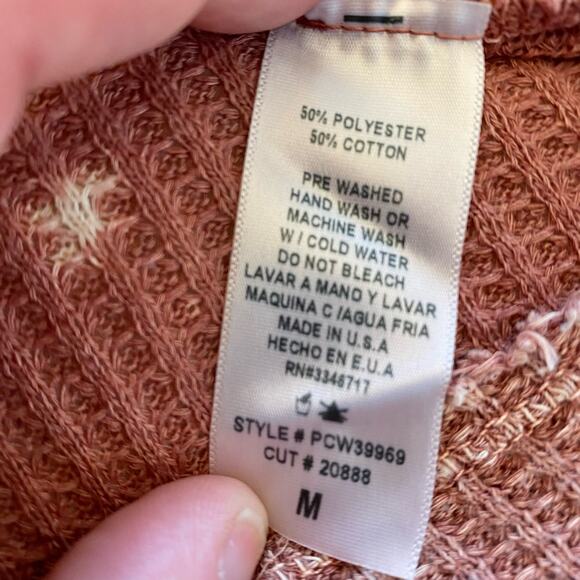 50% POLYESTER
50% COTTON
PRE WASHED
HAND WASH OR
MACHINE WASH
W/ COLD WATER
DO NOT BLEACH
LAVAR A MANO Y LAVAR
MAQUINA C/AGUA FRIA
MADE IN U.S.A
HECHO EN E.U.A
RN#3346717
STYLE # PCW39969
CUT # 20888
M